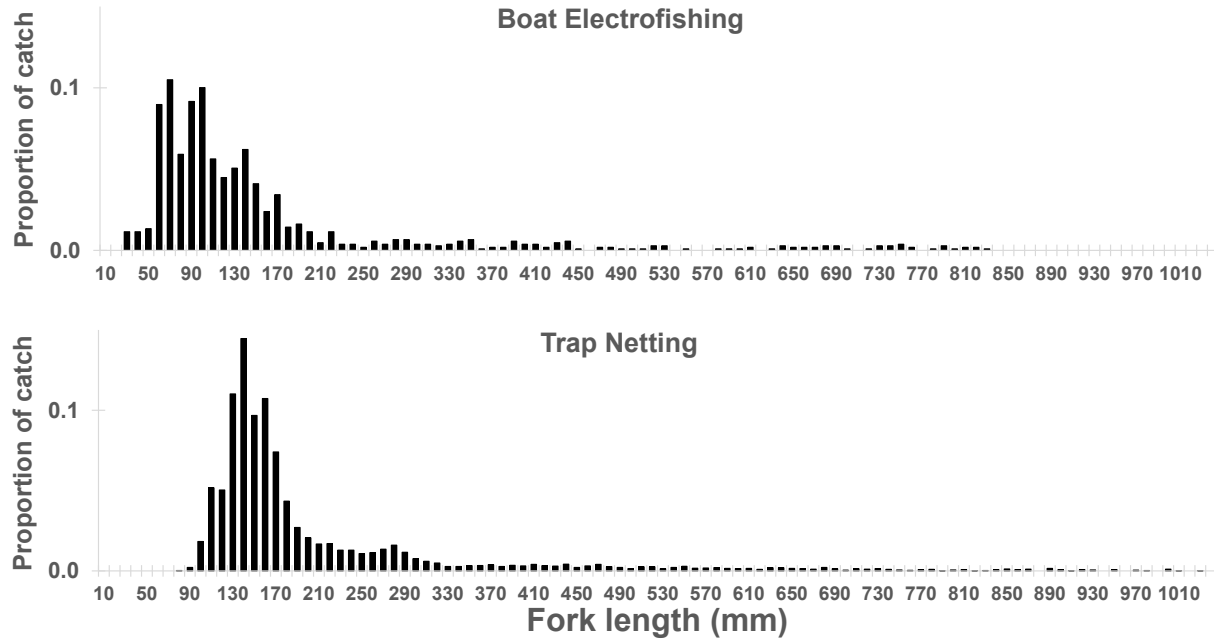 Boat Electrofishing
Proportion of catch
0.1
0.0
10 50 90 130 170 210 250 290 330 370 410 450 490 530 570 610 650 690 730 770 810 850 890 930 970 1010
Trap Netting
Proportion of catch
0.1
0.0
10 50 90 130 170 210 250 290 330 370 410 450 490 530 570 610 650 690 730 770 810 850 890 930 970 1010
Fork length (mm)